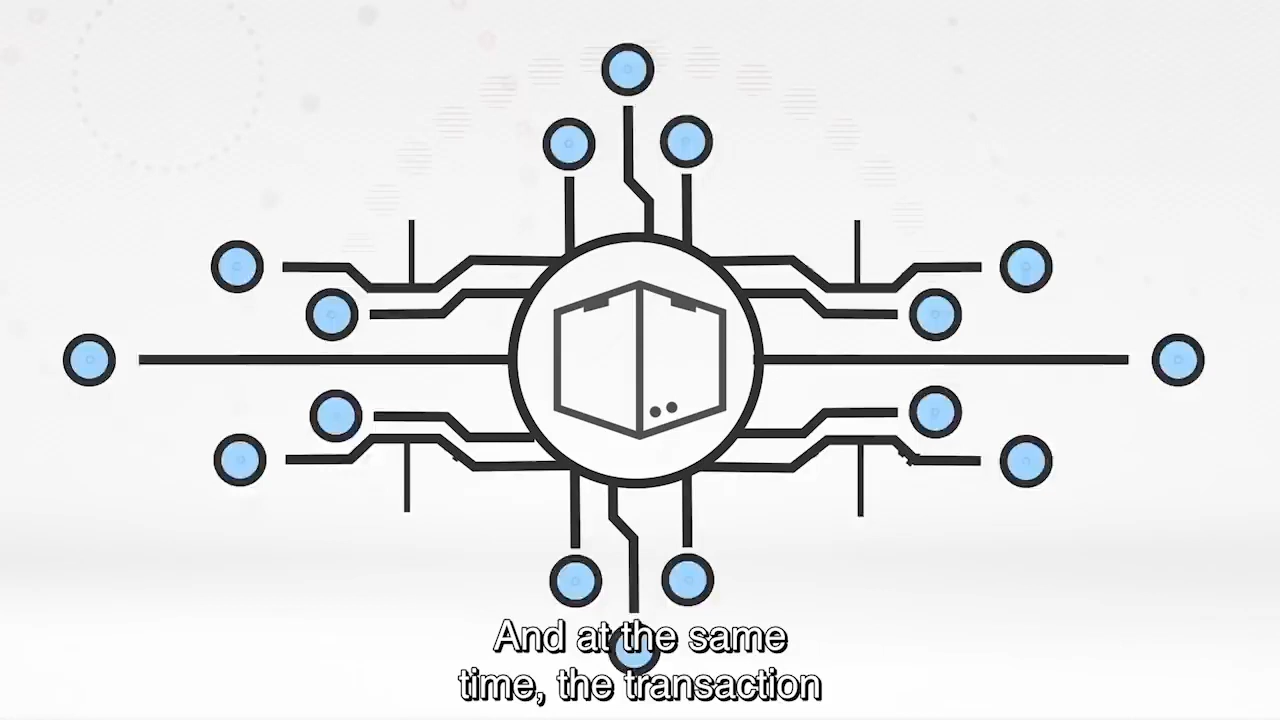 And at the same
time, the transaction